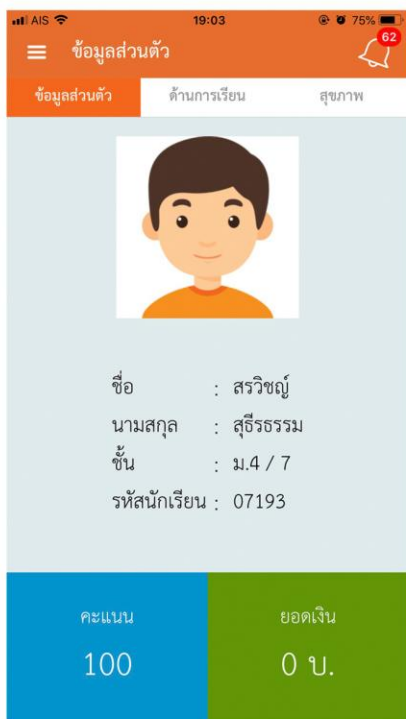 AIS 19:03 75%
ข้อมูลส่วนตัว 62
ข้อมูลส่วนตัว ด้านการเรียน สุขภาพ
ชื่อ : สรวิชญ์
นามสกุล : สุธีรธรรม
ชั้น : ม.4 / 7
รหัสนักเรียน : 07193
คะแนน ยอดเงิน
100 0 บ.